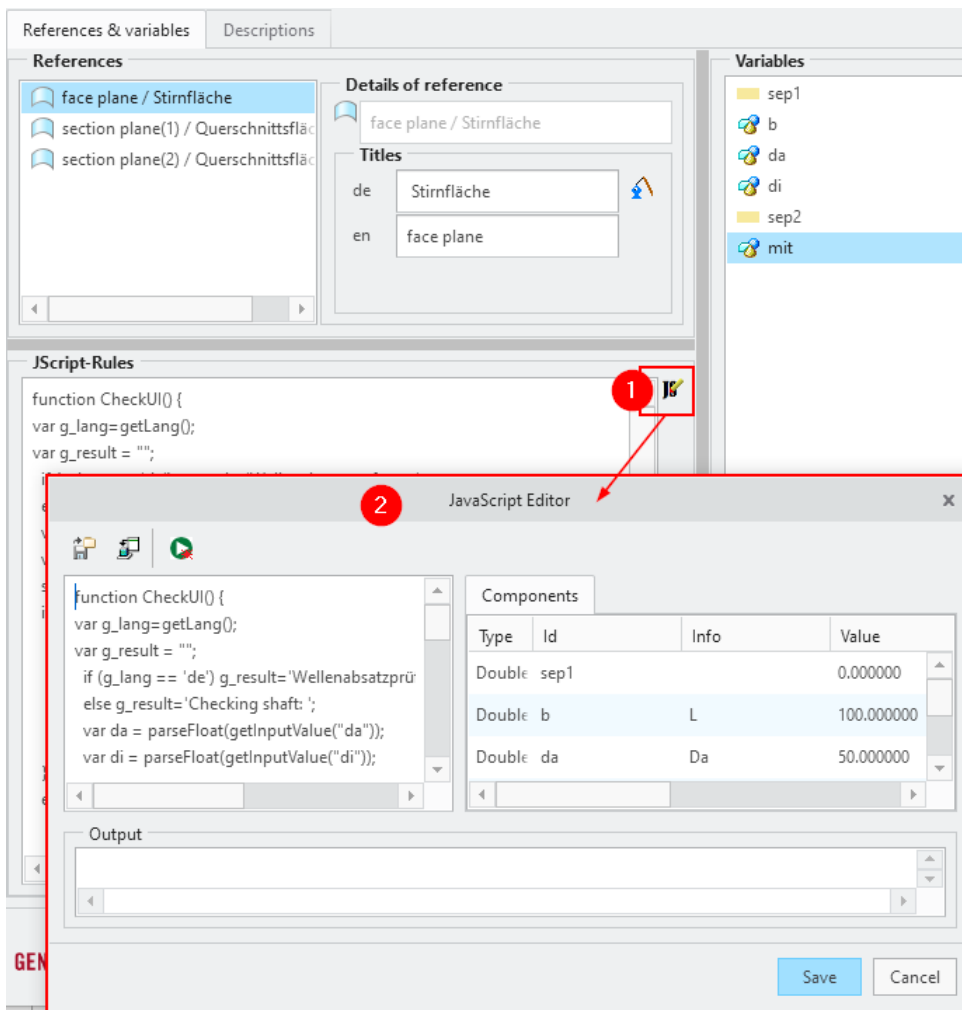 References & variables
Descriptions
References
face plane / Stirnfläche
section plane(1) / Querschnittsfläc
section plane(2) / Querschnittsfläc
Details of reference
face plane / Stirnfläche
Titles
de
Stirnfläche
en
face plane
Variables
sep1
b
da
di
sep2
mit
JScript-Rules
function CheckUI() {
var g_lang=getLang();
var g_result = "";
1
2
JavaScript Editor
function CheckUI() {
var g_lang=getLang();
var g_result = "";
if (g_lang == 'de') g_result='Wellenabsatzprü
else g_result='Checking shaft: ';
var da = parseFloat(getInputValue("da"));
var di = parseFloat(getInputValue("di"));
Components
Type Id Info Value
Double sep1 0.000000
Double b L 100.000000
Double da Da 50.000000
Output
GEN
Save
Cancel